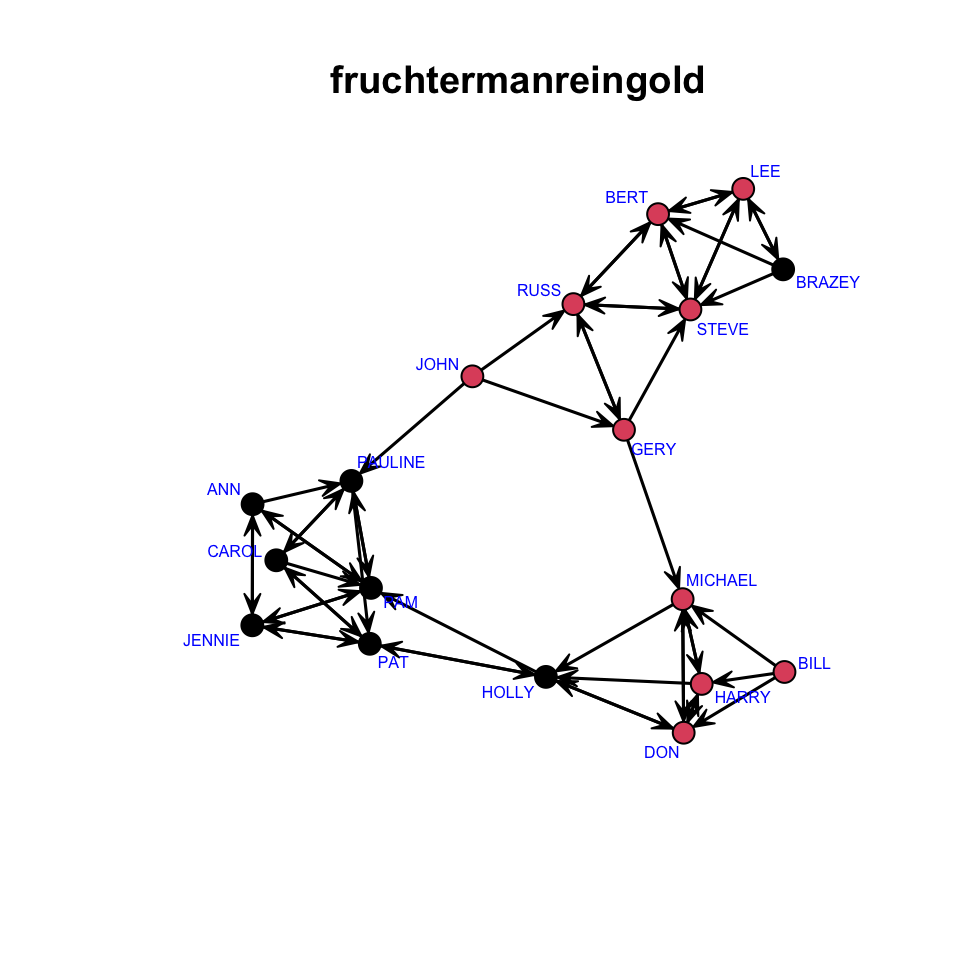 fruchtermanreingold
LEE
BERT
BRAZEY
RUSS
STEVE
JOHN
GERY
PAULINE
ANN
CAROL
MICHAEL
PAM
JENNIE
PAT
BILL
HOLLY
HARRY
DON